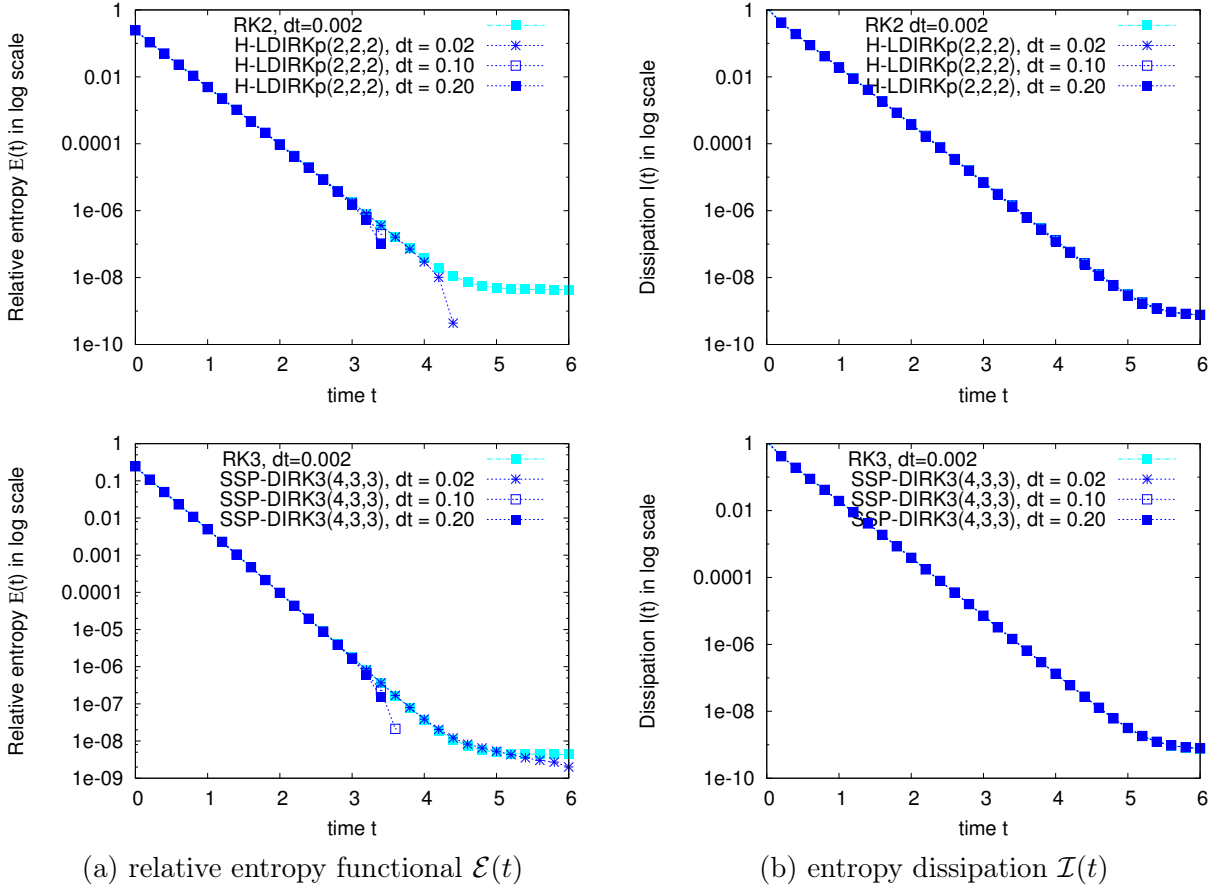 Relative entropy E(t) in log scale
1
0.01
0.0001
1e-06
1e-08
1e-10
0 1 2 3 4 5 6
time t
RK2, dt=0.002
H-LDIRKp(2,2,2), dt = 0.02
H-LDIRKp(2,2,2), dt = 0.10
H-LDIRKp(2,2,2), dt = 0.20
Dissipation I(t) in log scale
1
0.01
0.0001
1e-06
1e-08
1e-10
0 1 2 3 4 5 6
time t
RK2 dt=0.002
H-LDIRKp(2,2,2), dt = 0.02
H-LDIRKp(2,2,2), dt = 0.10
H-LDIRKp(2,2,2), dt = 0.20
Relative entropy E(t) in log scale
1
0.1
0.01
0.001
0.0001
1e-05
1e-06
1e-07
1e-08
1e-09
0 1 2 3 4 5 6
time t
RK3, dt=0.002
SSP-DIRK3(4,3,3), dt = 0.02
SSP-DIRK3(4,3,3), dt = 0.10
SSP-DIRK3(4,3,3), dt = 0.20
Dissipation I(t) in log scale
1
0.01
0.0001
1e-06
1e-08
1e-10
0 1 2 3 4 5 6
time t
RK3, dt=0.002
SSP-DIRK3(4,3,3), dt = 0.02
SSP-DIRK3(4,3,3), dt = 0.10
SSP-DIRK3(4,3,3), dt = 0.20
(a) relative entropy functional ℰ(t)
(b) entropy dissipation ℐ(t)